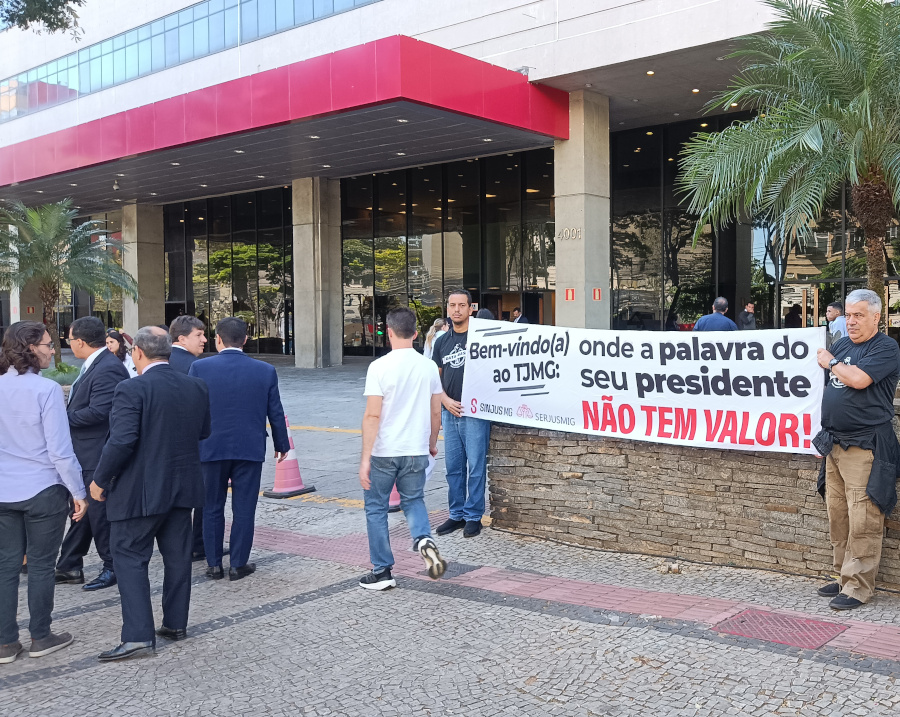 4001
Bem-vindo(a)
ao TJMG:
onde a palavra do
seu presidente
NÃO TEM VALOR!
SINJUS MG
SERJUSMIG